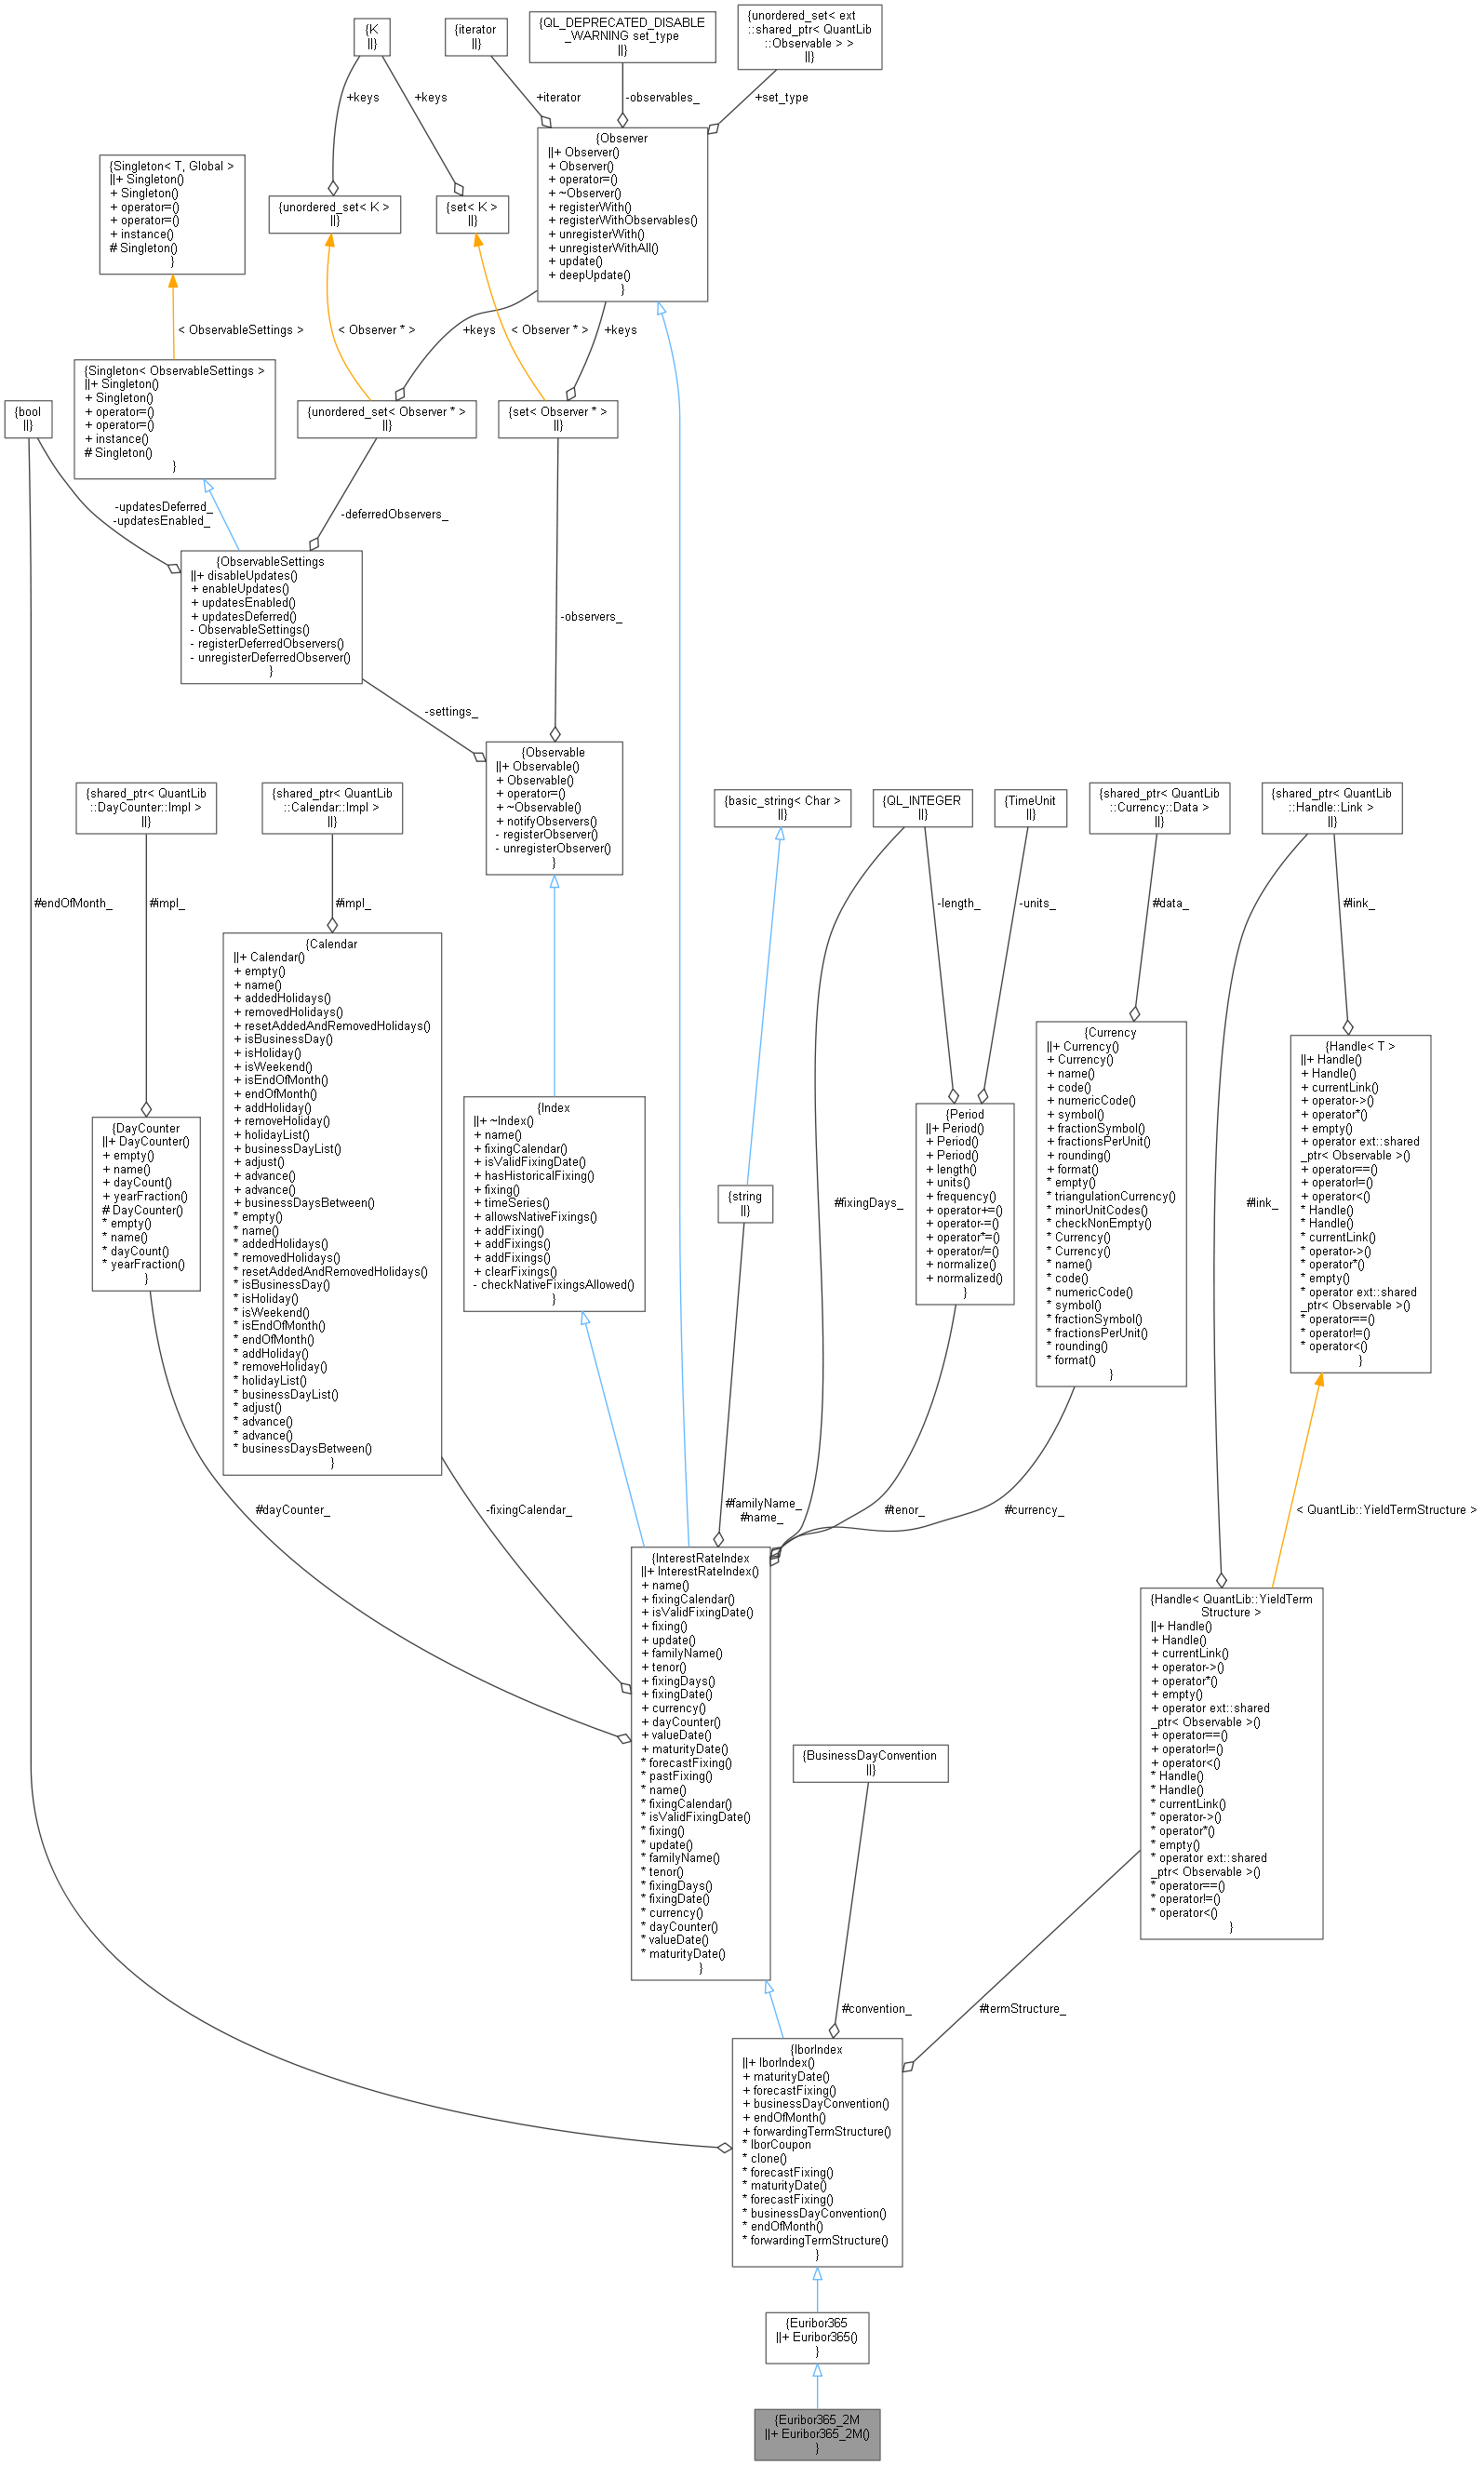 {K
||}
{iterator
||}
{QL_DEPRECATED_DISABLE
_WARNING set_type
||}
{unordered_set< ext
::shared_ptr< QuantLib
::Observable > >
||}
+keys
+keys
+iterator
-observables_
+set_type
{Singleton< T, Global >
||+ Singleton()
+ Singleton()
+ operator=()
+ operator=()
+ instance()
# Singleton()
}
{unordered_set< K >
||}
{set< K >
||}
{Observer
||+ Observer()
+ Observer()
+ operator=()
+ ~Observer()
+ registerWith()
+ registerWithObservables()
+ unregisterWith()
+ unregisterWithAll()
+ update()
+ deepUpdate()
}
< ObservableSettings >
< Observer * >
+keys
< Observer * >
+keys
{Singleton< ObservableSettings >
||+ Singleton()
+ Singleton()
+ operator=()
+ operator=()
+ instance()
# Singleton()
}
{bool
||}
{unordered_set< Observer * >
||}
{set< Observer * >
||}
-updatesDeferred_
-updatesEnabled_
-deferredObservers_
{ObservableSettings
||+ disableUpdates()
+ enableUpdates()
+ updatesEnabled()
+ updatesDeferred()
- ObservableSettings()
- registerDeferredObservers()
- unregisterDeferredObserver()
}
-observers_
-settings_
{Observable
||+ Observable()
+ Observable()
+ operator=()
+ ~Observable()
+ notifyObservers()
- registerObserver()
- unregisterObserver()
}
{shared_ptr< QuantLib
::DayCounter::Impl >
||}
{shared_ptr< QuantLib
::Calendar::Impl >
||}
{basic_string< Char >
||}
{QL_INTEGER
||}
{TimeUnit
||}
{shared_ptr< QuantLib
::Currency::Data >
||}
{shared_ptr< QuantLib
::Handle::Link >
||}
#endOfMonth_
#impl_
#impl_
-length_
-units_
#data_
#link_
{Calendar
||+ Calendar()
+ empty()
+ name()
+ addedHolidays()
+ removedHolidays()
+ resetAddedAndRemovedHolidays()
+ isBusinessDay()
+ isHoliday()
+ isWeekend()
+ isEndOfMonth()
+ endOfMonth()
+ addHoliday()
+ removeHoliday()
+ holidayList()
+ businessDayList()
+ adjust()
+ advance()
+ advance()
+ businessDaysBetween()
* empty()
* name()
* addedHolidays()
* removedHolidays()
* resetAddedAndRemovedHolidays()
* isBusinessDay()
* isHoliday()
* isWeekend()
* isEndOfMonth()
* endOfMonth()
* addHoliday()
* removeHoliday()
* holidayList()
* businessDayList()
* adjust()
* advance()
* advance()
* businessDaysBetween()
}
{DayCounter
||+ DayCounter()
+ empty()
+ name()
+ dayCount()
+ yearFraction()
# DayCounter()
* empty()
* name()
* dayCount()
* yearFraction()
}
{Index
||+ ~Index()
+ name()
+ fixingCalendar()
+ isValidFixingDate()
+ hasHistoricalFixing()
+ fixing()
+ timeSeries()
+ allowsNativeFixings()
+ addFixing()
+ addFixings()
+ addFixings()
+ clearFixings()
- checkNativeFixingsAllowed()
}
{string
||}
#fixingDays_
{Period
||+ Period()
+ Period()
+ Period()
+ length()
+ units()
+ frequency()
+ operator+=()
+ operator-=()
+ operator*=()
+ operator/=()
+ normalize()
+ normalized()
}
{Currency
||+ Currency()
+ Currency()
+ name()
+ code()
+ numericCode()
+ symbol()
+ fractionSymbol()
+ fractionsPerUnit()
+ rounding()
+ format()
* empty()
* triangulationCurrency()
* minorUnitCodes()
* checkNonEmpty()
* Currency()
* Currency()
* name()
* code()
* numericCode()
* symbol()
* fractionSymbol()
* fractionsPerUnit()
* rounding()
* format()
}
#link_
{Handle< T >
||+ Handle()
+ Handle()
+ currentLink()
+ operator->()
+ operator*()
+ empty()
+ operator ext::shared
_ptr< Observable >()
+ operator==()
+ operator!=()
+ operator<()
* Handle()
* Handle()
* currentLink()
* operator->()
* operator*()
* empty()
* operator ext::shared
_ptr< Observable >()
* operator==()
* operator!=()
* operator<()
}
#dayCounter_
-fixingCalendar_
#familyName_
#name_
#tenor_
#currency_
< QuantLib::YieldTermStructure >
{InterestRateIndex
||+ InterestRateIndex()
+ name()
+ fixingCalendar()
+ isValidFixingDate()
+ fixing()
+ update()
+ familyName()
+ tenor()
+ fixingDays()
+ fixingDate()
+ currency()
+ dayCounter()
+ valueDate()
+ maturityDate()
* forecastFixing()
* pastFixing()
* name()
* fixingCalendar()
* isValidFixingDate()
* fixing()
* update()
* familyName()
* tenor()
* fixingDays()
* fixingDate()
* currency()
* dayCounter()
* valueDate()
* maturityDate()
}
{BusinessDayConvention
||}
{Handle< QuantLib::YieldTerm
Structure >
||+ Handle()
+ Handle()
+ currentLink()
+ operator->()
+ operator*()
+ empty()
+ operator ext::shared
_ptr< Observable >()
+ operator==()
+ operator!=()
+ operator<()
* Handle()
* Handle()
* currentLink()
* operator->()
* operator*()
* empty()
* operator ext::shared
_ptr< Observable >()
* operator==()
* operator!=()
* operator<()
}
#convention_
#termStructure_
{IborIndex
||+ IborIndex()
+ maturityDate()
+ forecastFixing()
+ businessDayConvention()
+ endOfMonth()
+ forwardingTermStructure()
* IborCoupon
* clone()
* forecastFixing()
* maturityDate()
* forecastFixing()
* businessDayConvention()
* endOfMonth()
* forwardingTermStructure()
}
{Euribor365
||+ Euribor365()
}
{Euribor365_2M
||+ Euribor365_2M()
}